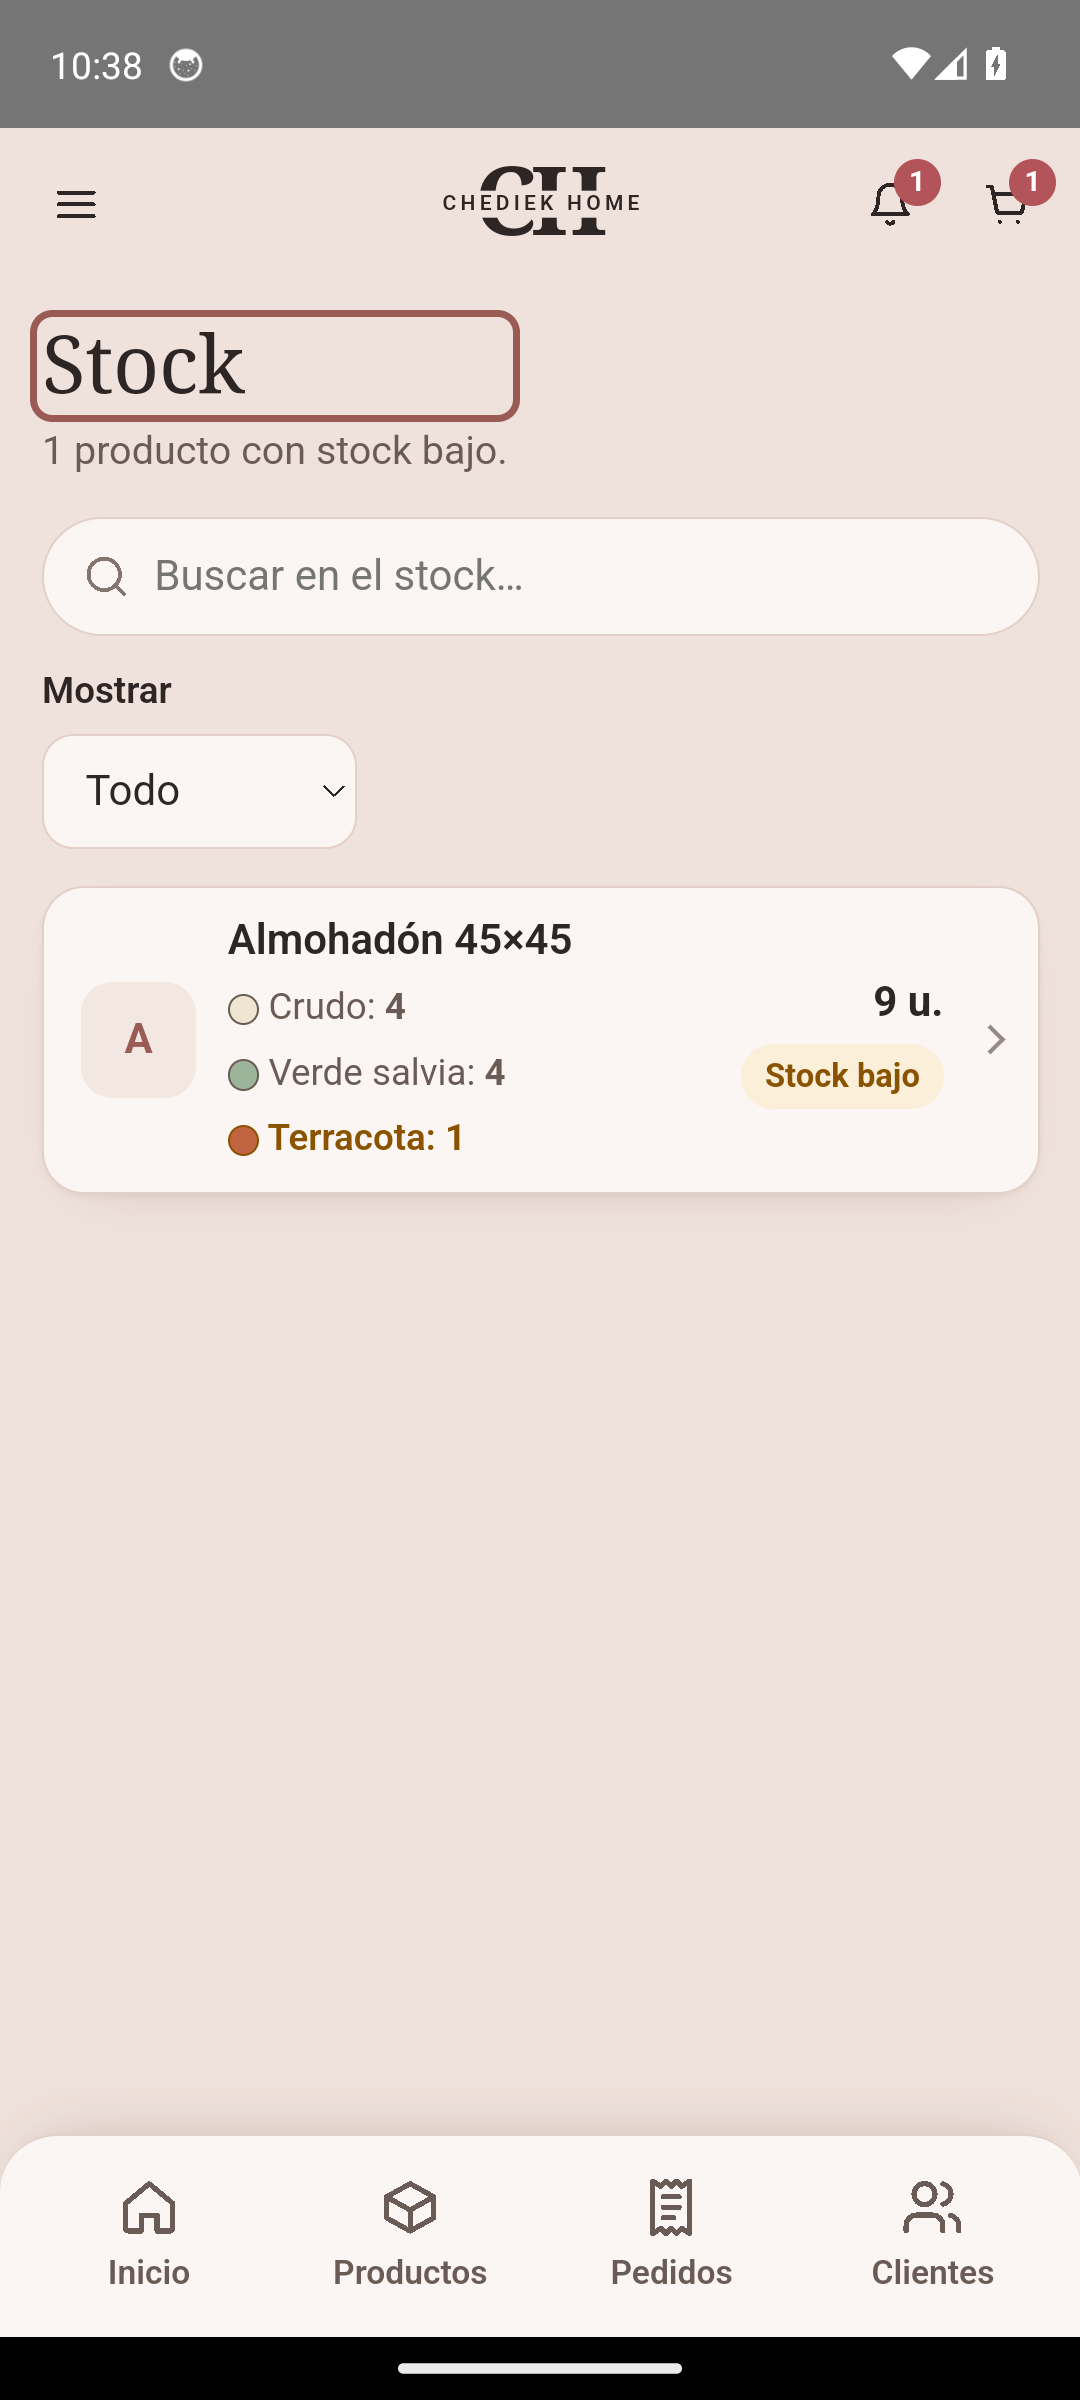 10:38
CH
CHEDIEK HOME
1
1
Stock
1 producto con stock bajo.
Buscar en el stock…
Mostrar
Todo
Almohadón 45×45
A
Crudo: 4
9 u.
Verde salvia: 4
Stock bajo
Terracota: 1
Inicio
Productos
Pedidos
Clientes